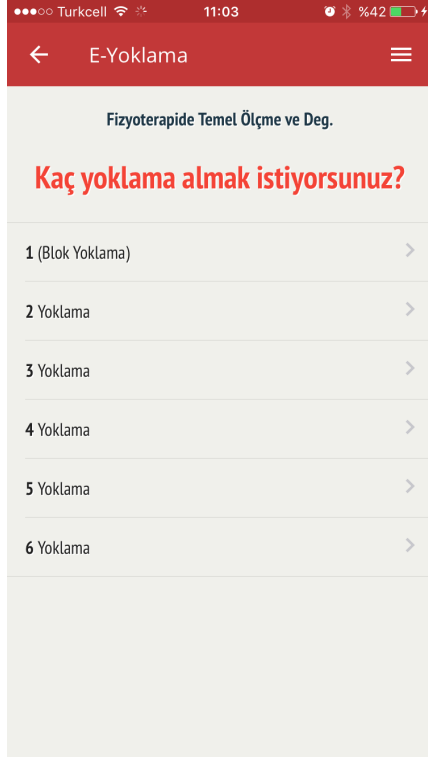 Turkcell 11:03 %42
E-Yoklama
Fizyoterapide Temel Ölçme ve Deg.
Kaç yoklama almak istiyorsunuz?
1 (Blok Yoklama)
2 Yoklama
3 Yoklama
4 Yoklama
5 Yoklama
6 Yoklama